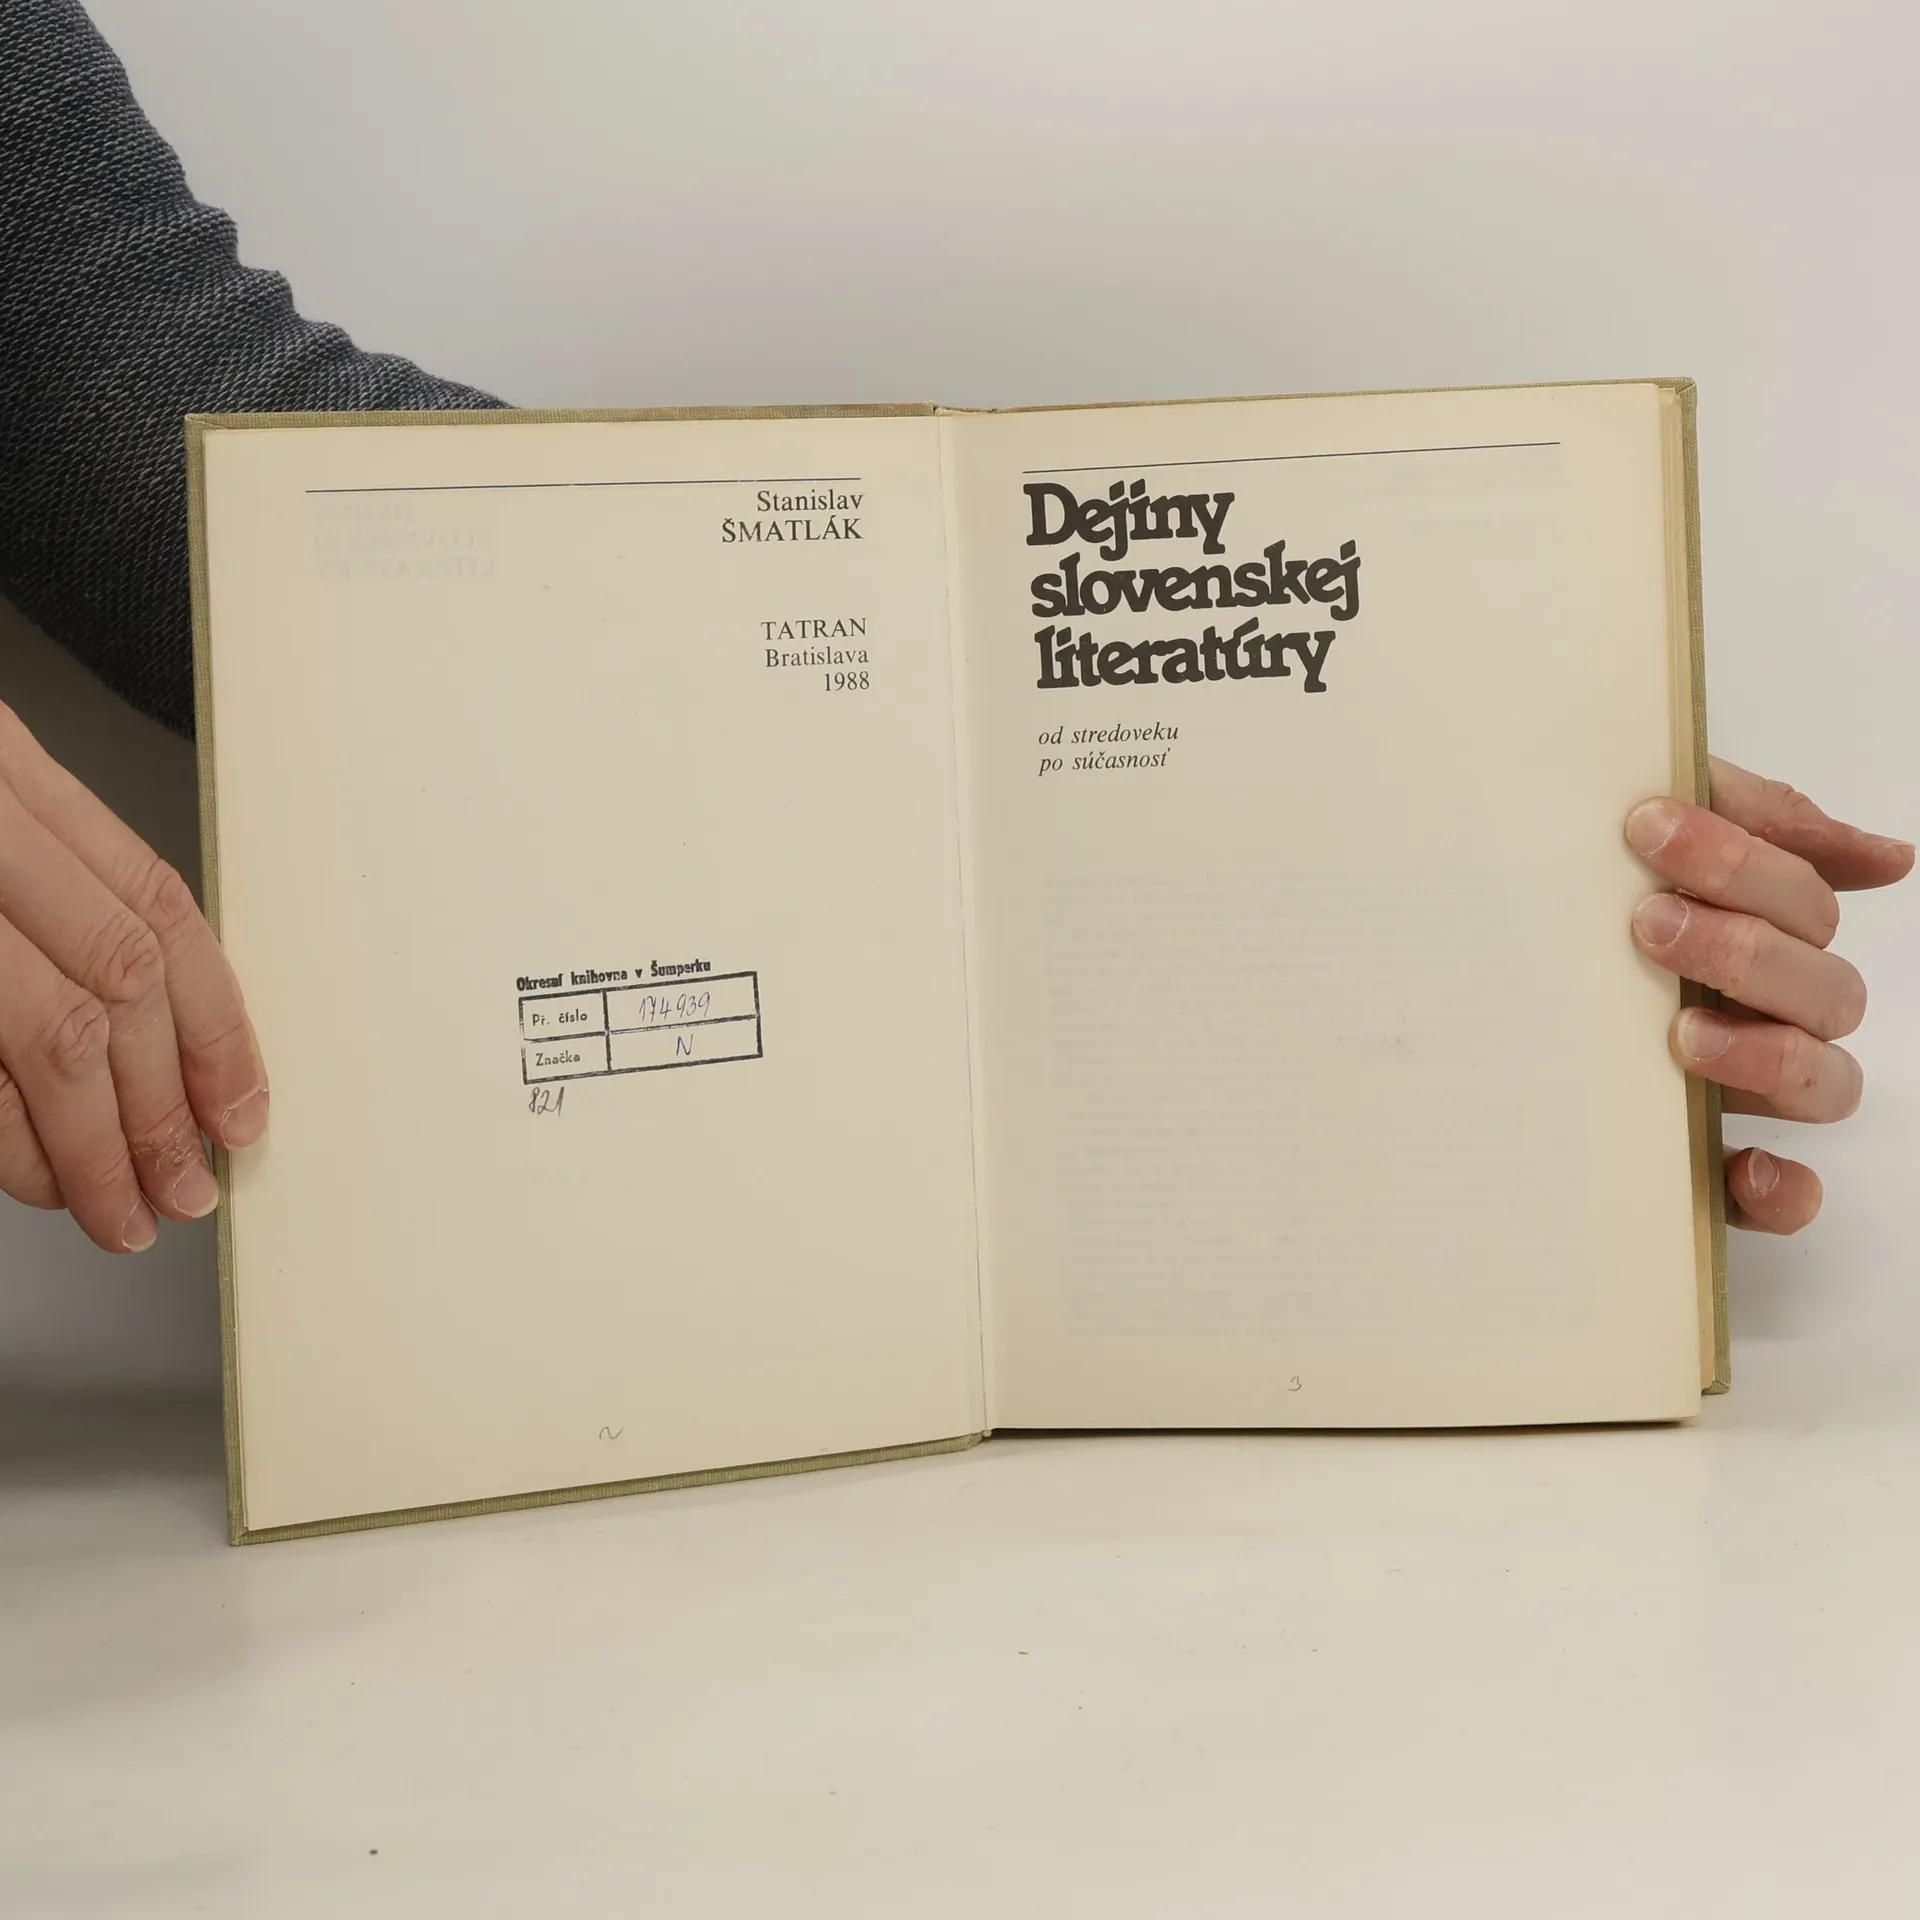 Stanislav
ŠMATLÁK
TATRAN
Bratislava
1988
Okresní knihovna v Šumperku
Př. číslo 174939
Značka N
821
Dejiny
slovenskej
literatúry
od stredoveku
po súčasnosť
3